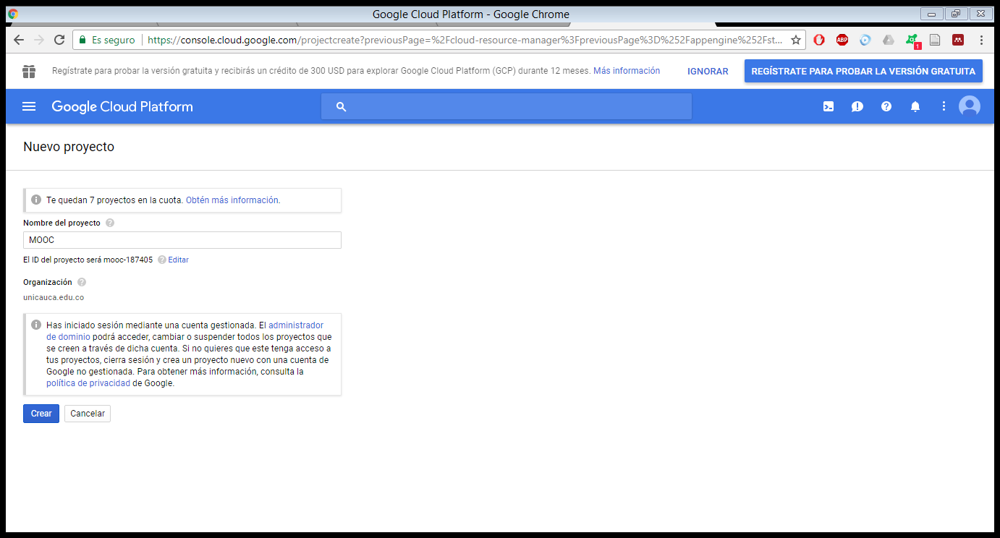 Google Cloud Platform - Google Chrome
Es seguro https://console.cloud.google.com/projectcreate?previousPage=%2Fcloud-resource-manager%3FpreviousPage%3D%252Fappengine%252Fst...
ABP
1
Regístrate para probar la versión gratuita y recibirás un crédito de 300 USD para explorar Google Cloud Platform (GCP) durante 12 meses. Más información IGNORAR REGÍSTRATE PARA PROBAR LA VERSIÓN GRATUITA
Google Cloud Platform
Nuevo proyecto
Te quedan 7 proyectos en la cuota. Obtén más información.
Nombre del proyecto
MOOC
El ID del proyecto será mooc-187405 Editar
Organización
unicauca.edu.co
Has iniciado sesión mediante una cuenta gestionada. El administrador
de dominio podrá acceder, cambiar o suspender todos los proyectos que
se creen a través de dicha cuenta. Si no quieres que este tenga acceso a
tus proyectos, cierra sesión y crea un proyecto nuevo con una cuenta de
Google no gestionada. Para obtener más información, consulta la
política de privacidad de Google.
Crear Cancelar